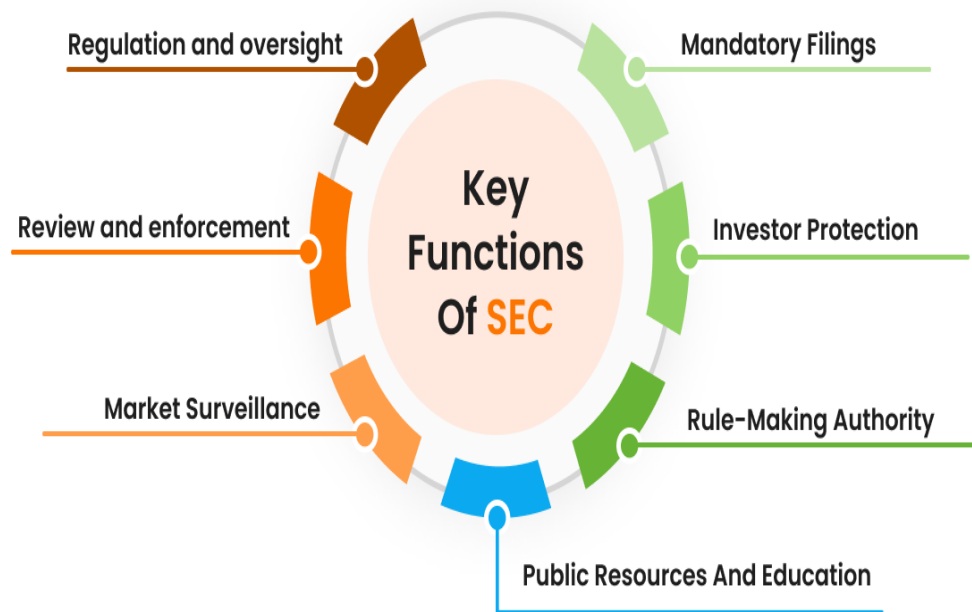 Regulation and oversight
Mandatory Filings
Review and enforcement
Key
Functions
Of SEC
Investor Protection
Market Surveillance
Rule-Making Authority
Public Resources And Education